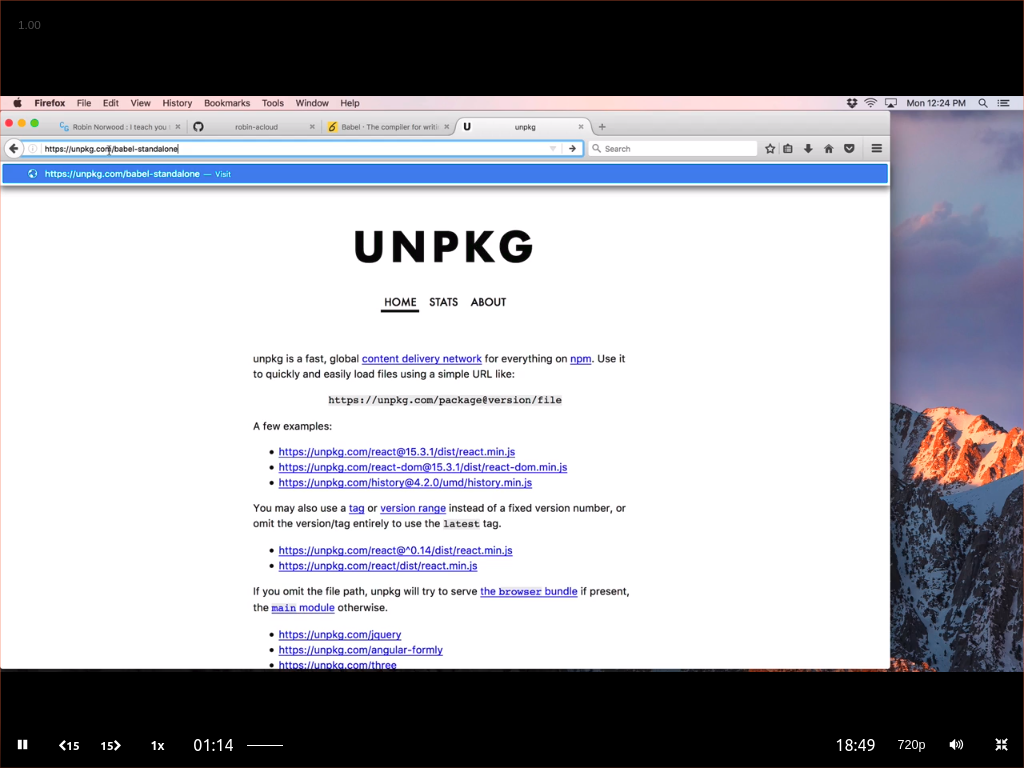 1.00
Firefox File Edit View History Bookmarks Tools Window Help Mon 12:24 PM
Robin Norwood : I teach you robin-acloud Babel · The compiler for writi unpkg
https://unpkg.com/babel-standalone Search
https://unpkg.com/babel-standalone — Visit
UNPKG
HOME STATS ABOUT
unpkg is a fast, global content delivery network for everything on npm. Use it
to quickly and easily load files using a simple URL like:
https://unpkg.com/package@version/file
A few examples:
• https://unpkg.com/react@15.3.1/dist/react.min.js
• https://unpkg.com/react-dom@15.3.1/dist/react-dom.min.js
• https://unpkg.com/history@4.2.0/umd/history.min.js
You may also use a tag or version range instead of a fixed version number, or
omit the version/tag entirely to use the latest tag.
• https://unpkg.com/react@^0.14/dist/react.min.js
• https://unpkg.com/react/dist/react.min.js
If you omit the file path, unpkg will try to serve the browser bundle if present,
the main module otherwise.
• https://unpkg.com/jquery
• https://unpkg.com/angular-formly
• https://unpkg.com/three
15 15 1x 01:14 18:49 720p